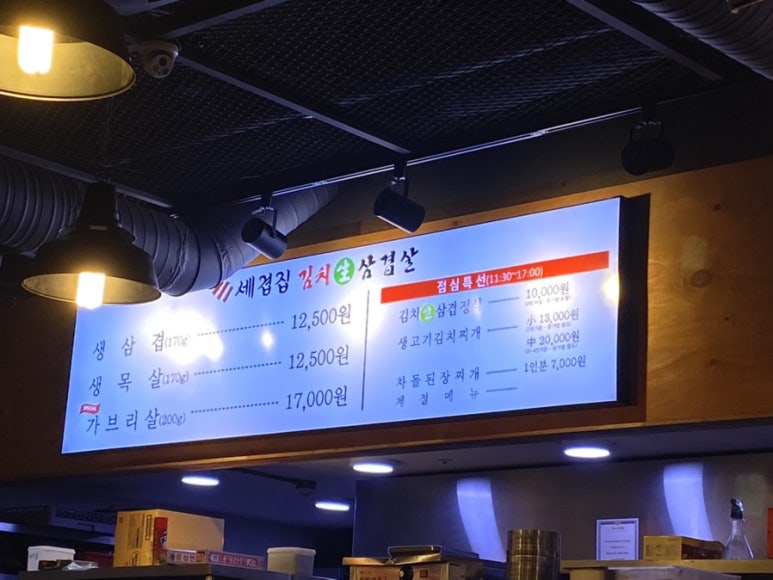 세겹집 김치生삼겹살
생삼겹(170g) 12,500원
생목살(170g) 12,500원
SPECIAL
가브리살(200g) 17,000원
점심특선(11:30~17:00)
김치生삼겹정식 10,000원
생고기김치찌개 小 13,000원
中 20,000원
차돌된장찌개 1인분 7,000원
계절메뉴